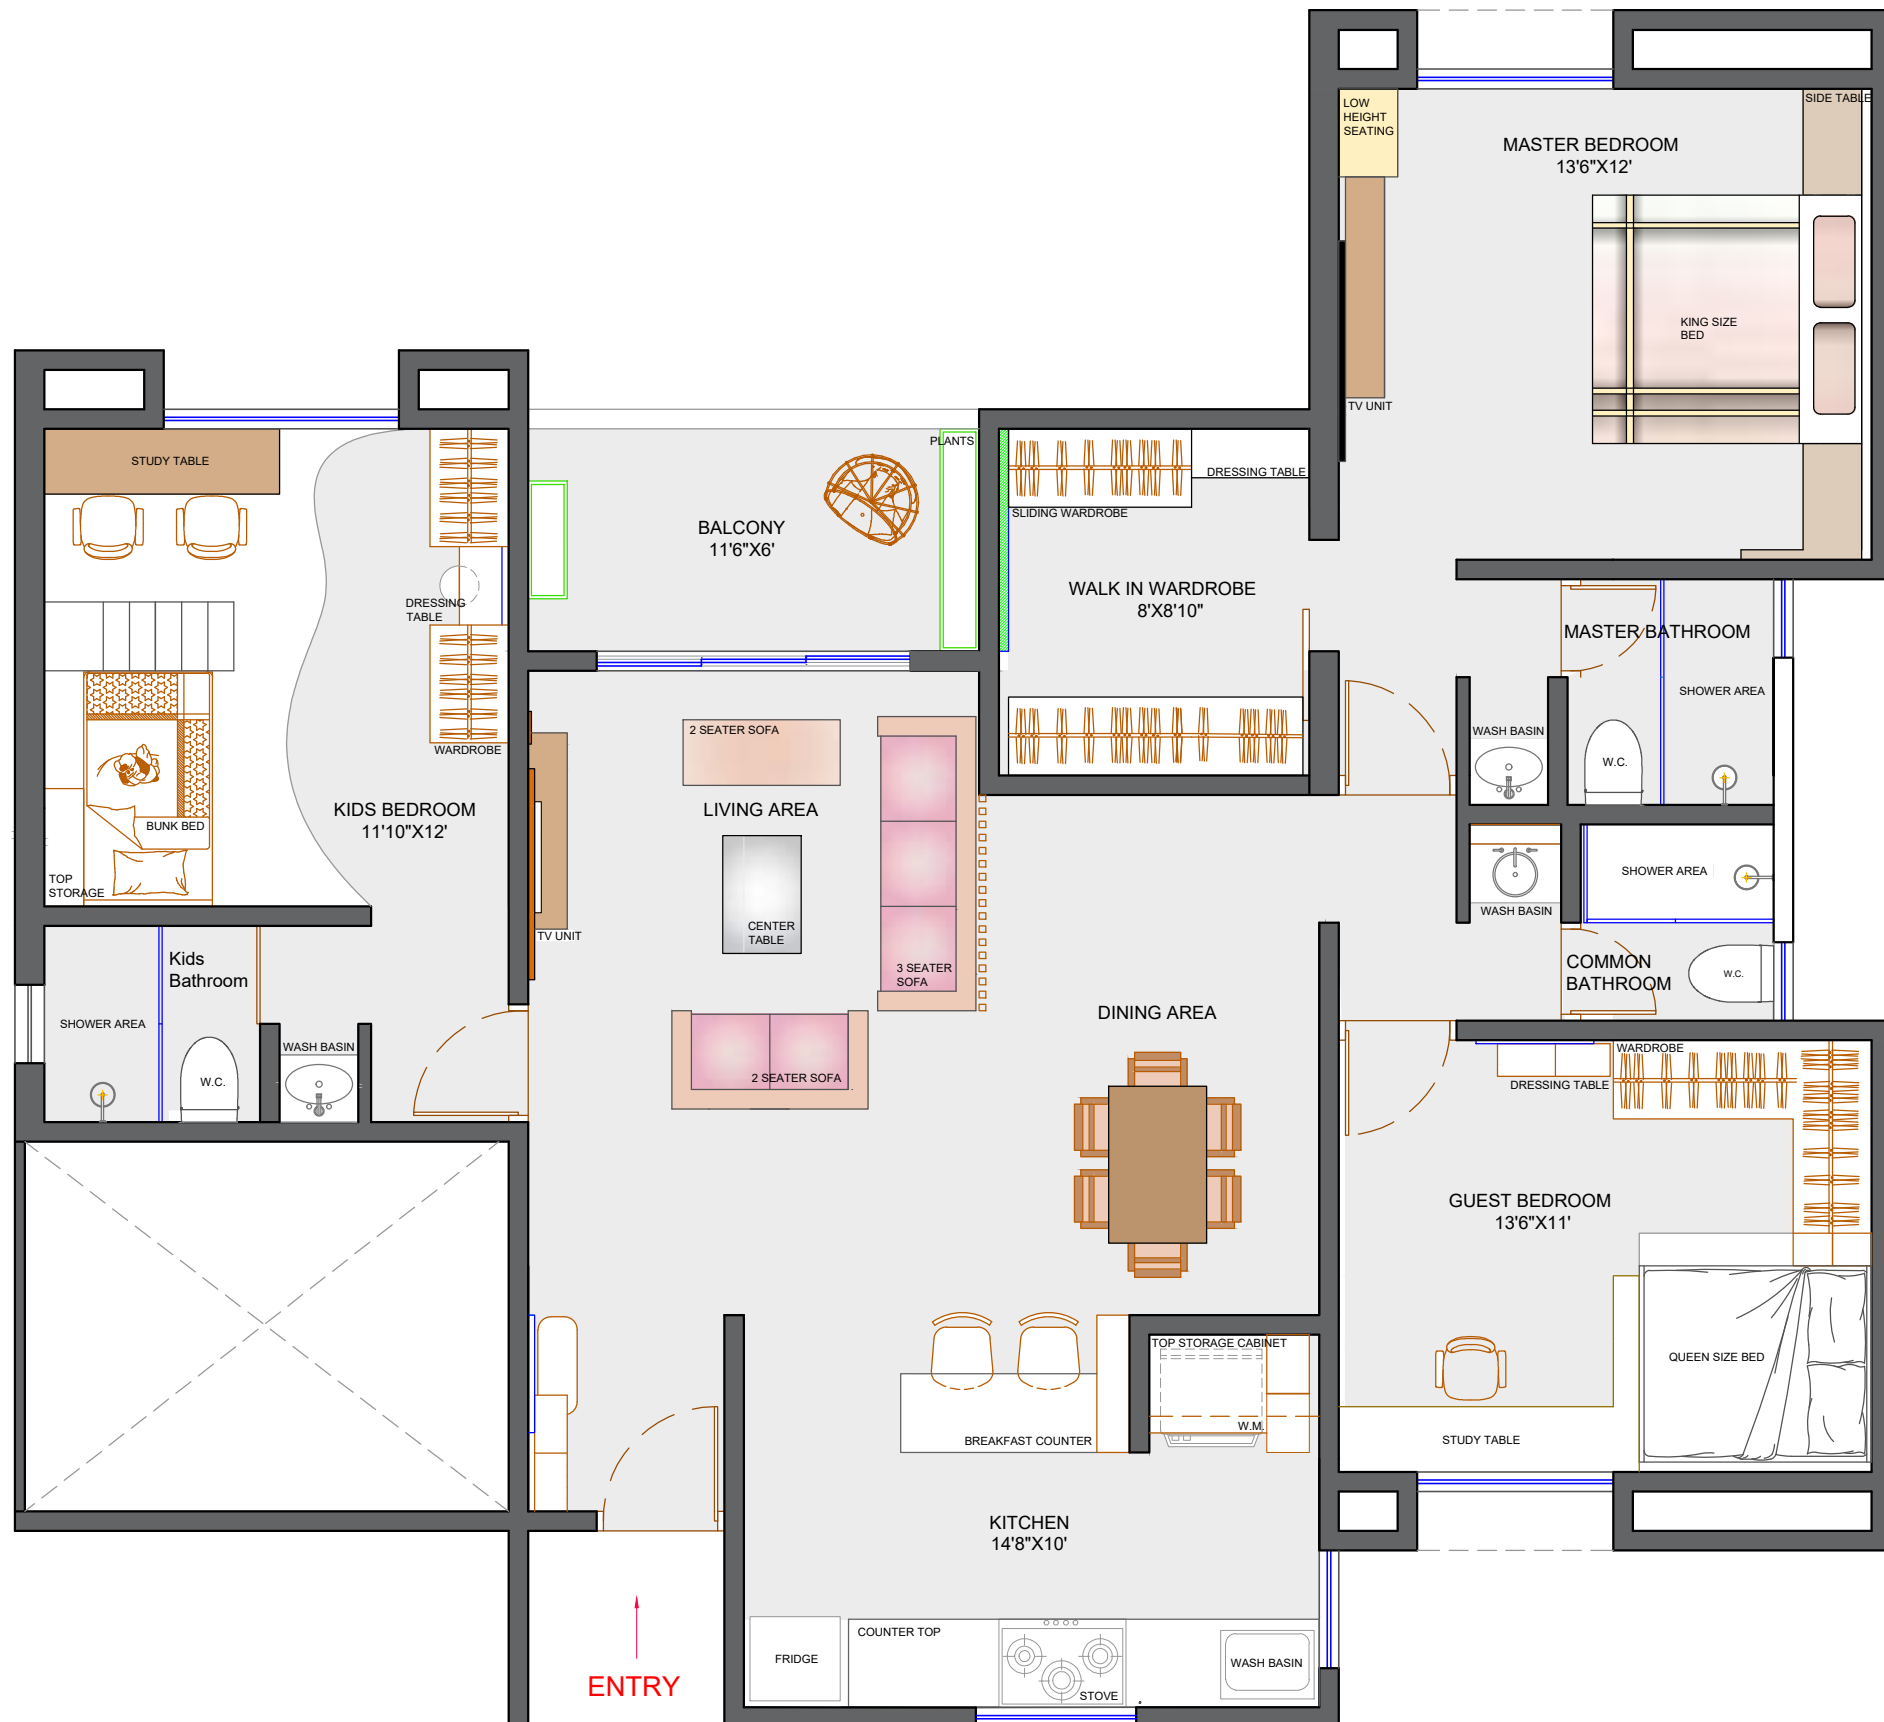 LOW
HEIGHT
SEATING
SIDE TABLE
MASTER BEDROOM
13'6"X12'
KING SIZE
BED
TV UNIT
STUDY TABLE
PLANTS
DRESSING TABLE
SLIDING WARDROBE
BALCONY
11'6"X6'
WALK IN WARDROBE
8'X8'10"
DRESSING
TABLE
MASTER BATHROOM
SHOWER AREA
WARDROBE
2 SEATER SOFA
WASH BASIN
W.C.
KIDS BEDROOM
11'10"X12'
LIVING AREA
BUNK BED
TOP
STORAGE
SHOWER AREA
WASH BASIN
CENTER
TABLE
TV UNIT
3 SEATER
SOFA
Kids
Bathroom
COMMON
BATHROOM
W.C.
SHOWER AREA
WASH BASIN
W.C.
DINING AREA
2 SEATER SOFA
WARDROBE
DRESSING TABLE
GUEST BEDROOM
13'6"X11'
TOP STORAGE CABINET
QUEEN SIZE BED
W.M.
BREAKFAST COUNTER
STUDY TABLE
KITCHEN
14'8"X10'
COUNTER TOP
FRIDGE
WASH BASIN
STOVE
ENTRY